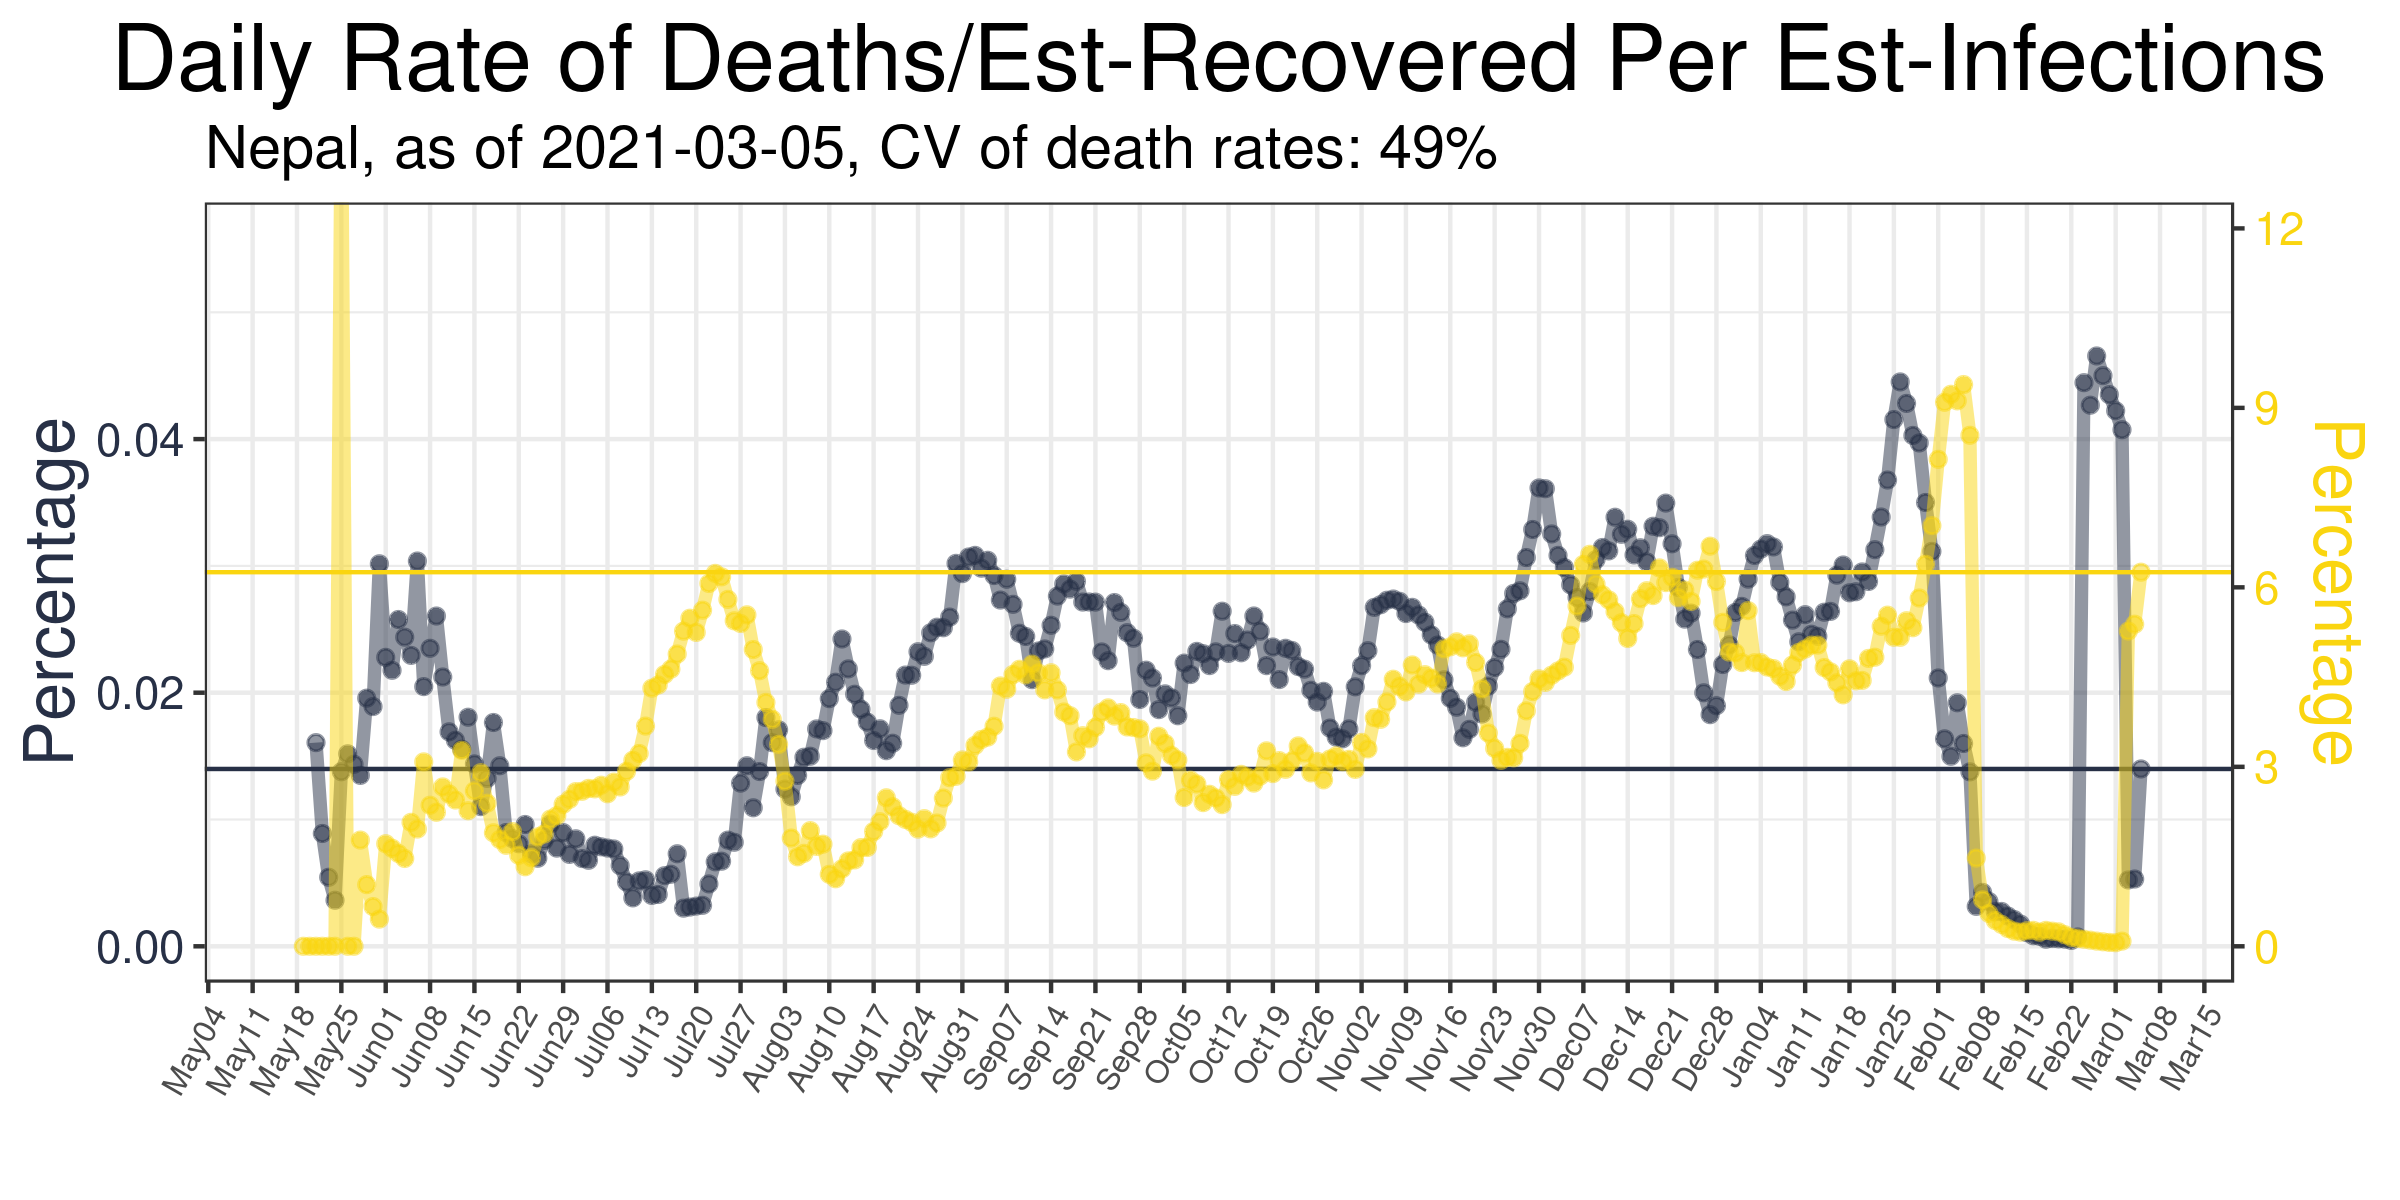 Daily Rate of Deaths/Est-Recovered Per Est-Infections
Nepal, as of 2021-03-05, CV of death rates: 49%
Percentage
0.04
0.02
0.00
12
9
6
3
0
Percentage
May04 May11 May18 May25 Jun01 Jun08 Jun15 Jun22 Jun29 Jul06 Jul13 Jul20 Jul27 Aug03 Aug10 Aug17 Aug24 Aug31 Sep07 Sep14 Sep21 Sep28 Oct05 Oct12 Oct19 Oct26 Nov02 Nov09 Nov16 Nov23 Nov30 Dec07 Dec14 Dec21 Dec28 Jan04 Jan11 Jan18 Jan25 Feb01 Feb08 Feb15 Feb22 Mar01 Mar08 Mar15